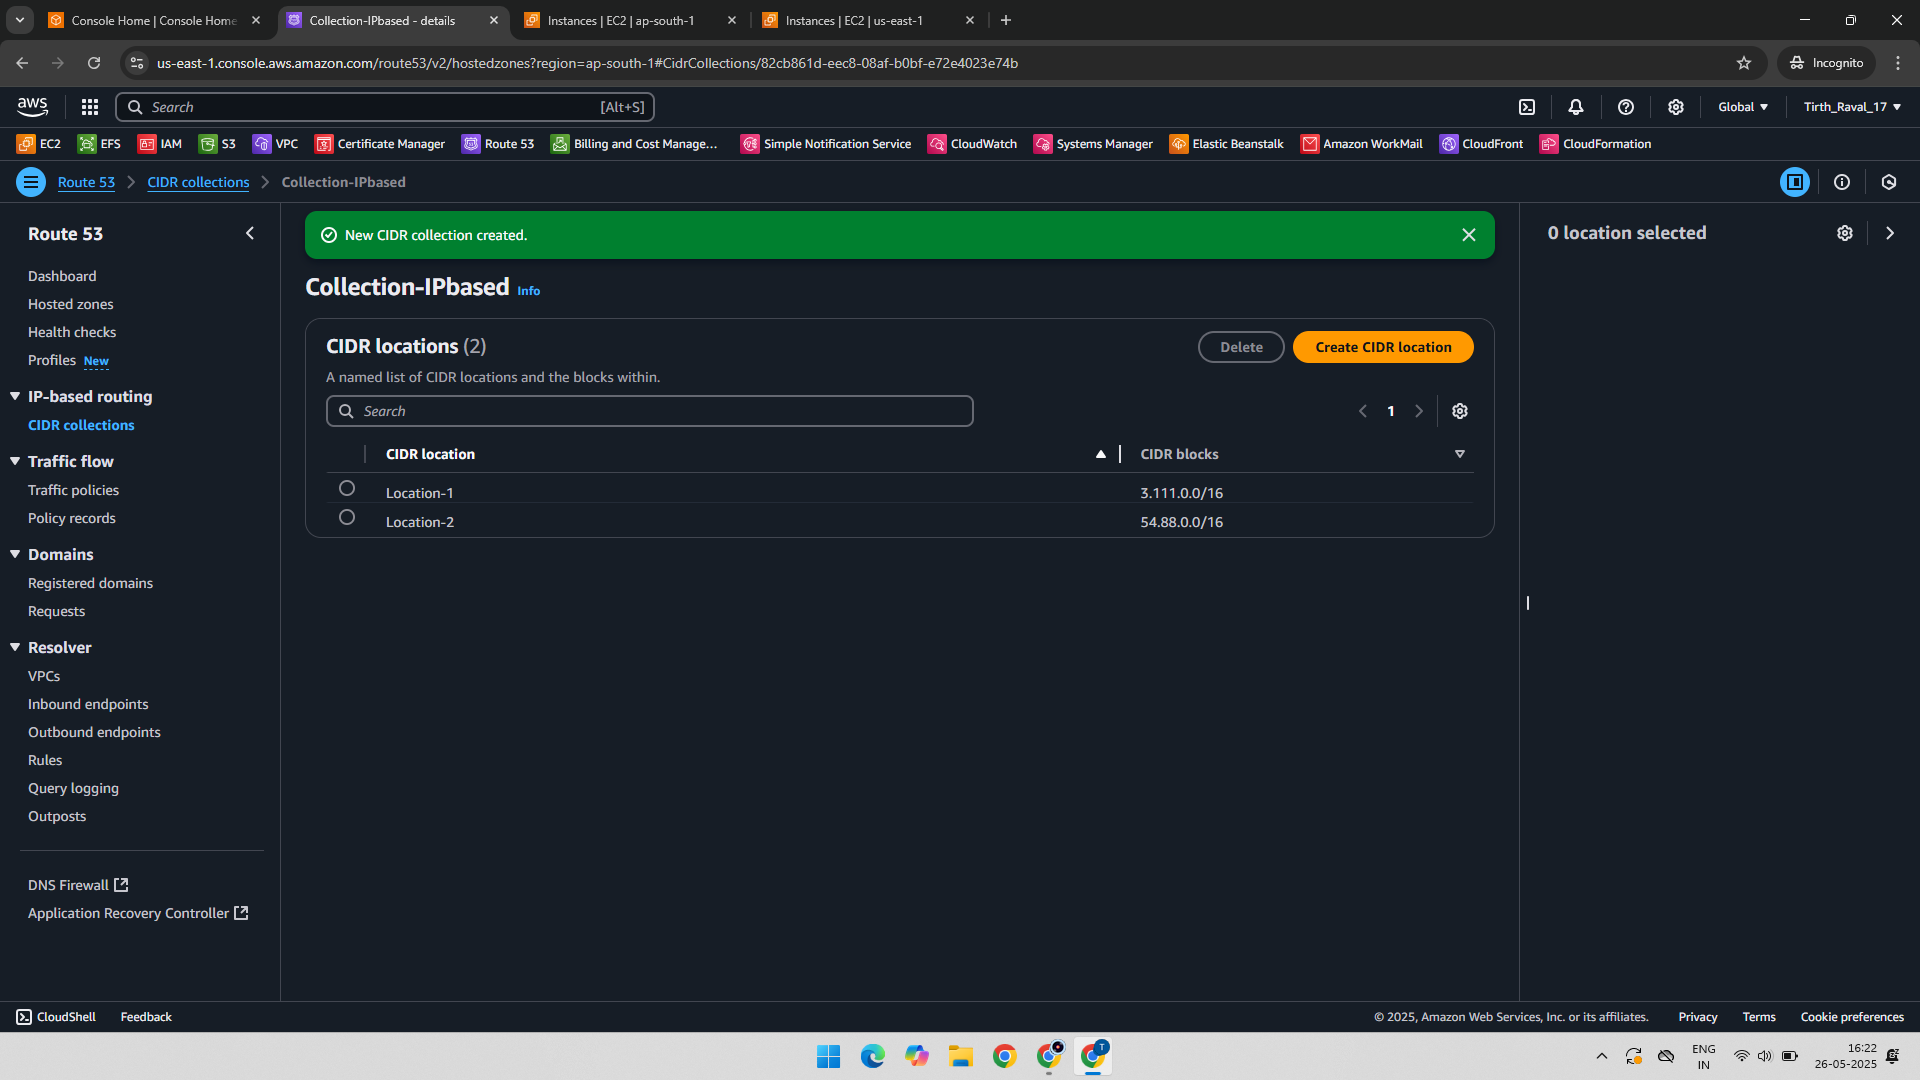 Console Home | Console Home
Collection-IPbased - details
Instances | EC2 | ap-south-1
Instances | EC2 | us-east-1
us-east-1.console.aws.amazon.com/route53/v2/hostedzones?region=ap-south-1#CidrCollections/82cb861d-eec8-08af-b0bf-e72e4023e74b
Incognito
aws
Search
[Alt+S]
Global
Tirth_Raval_17
EC2
EFS
IAM
S3
VPC
Certificate Manager
Route 53
Billing and Cost Manage...
Simple Notification Service
CloudWatch
Systems Manager
Elastic Beanstalk
Amazon WorkMail
CloudFront
CloudFormation
Route 53
CIDR collections
Collection-IPbased
Route 53
Dashboard
Hosted zones
Health checks
Profiles New
IP-based routing
CIDR collections
Traffic flow
Traffic policies
Policy records
Domains
Registered domains
Requests
Resolver
VPCs
Inbound endpoints
Outbound endpoints
Rules
Query logging
Outposts
DNS Firewall
Application Recovery Controller
New CIDR collection created.
Collection-IPbased Info
CIDR locations (2)
Delete
Create CIDR location
A named list of CIDR locations and the blocks within.
Search
1
CIDR location
CIDR blocks
Location-1
3.111.0.0/16
Location-2
54.88.0.0/16
0 location selected
CloudShell
Feedback
© 2025, Amazon Web Services, Inc. or its affiliates.
Privacy
Terms
Cookie preferences
ENG
IN
16:22
26-05-2025